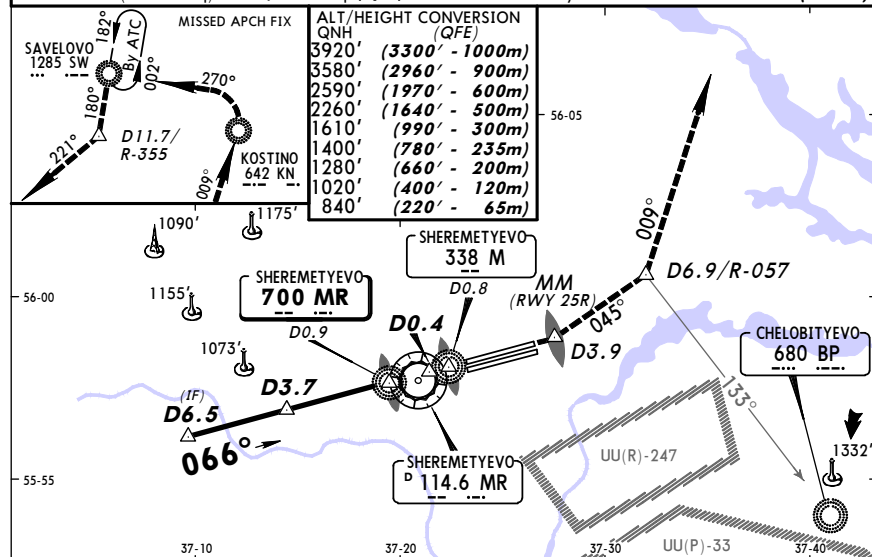 MISSED APCH FIX
SAVELOVO
1285 SW
182°
By ATC
002°
270°
180°
D11.7/
R-355
221°
KOSTINO
642 KN
009°
ALT/HEIGHT CONVERSION
QNH (QFE)
3920' (3300' - 1000m)
3580' (2960' - 900m)
2590' (1970' - 600m)
2260' (1640' - 500m)
1610' (990' - 300m)
1400' (780' - 235m)
1280' (660' - 200m)
1020' (400' - 120m)
840' (220' - 65m)
56-05
1090'
1175'
SHEREMETYEVO
338 M
009°
D6.9/R-057
56-00
1155'
SHEREMETYEVO
700 MR
D0.8
MM
(RWY 25R)
045°
D0.9
D0.4
D3.9
CHELOBITYEVO
680 BP
1073'
133°
(IF)
D6.5
D3.7
066°
1332'
UU(R)-247
SHEREMETYEVO
D 114.6 MR
55-55
UU(P)-33
37-10
37-20
37-30
37-40